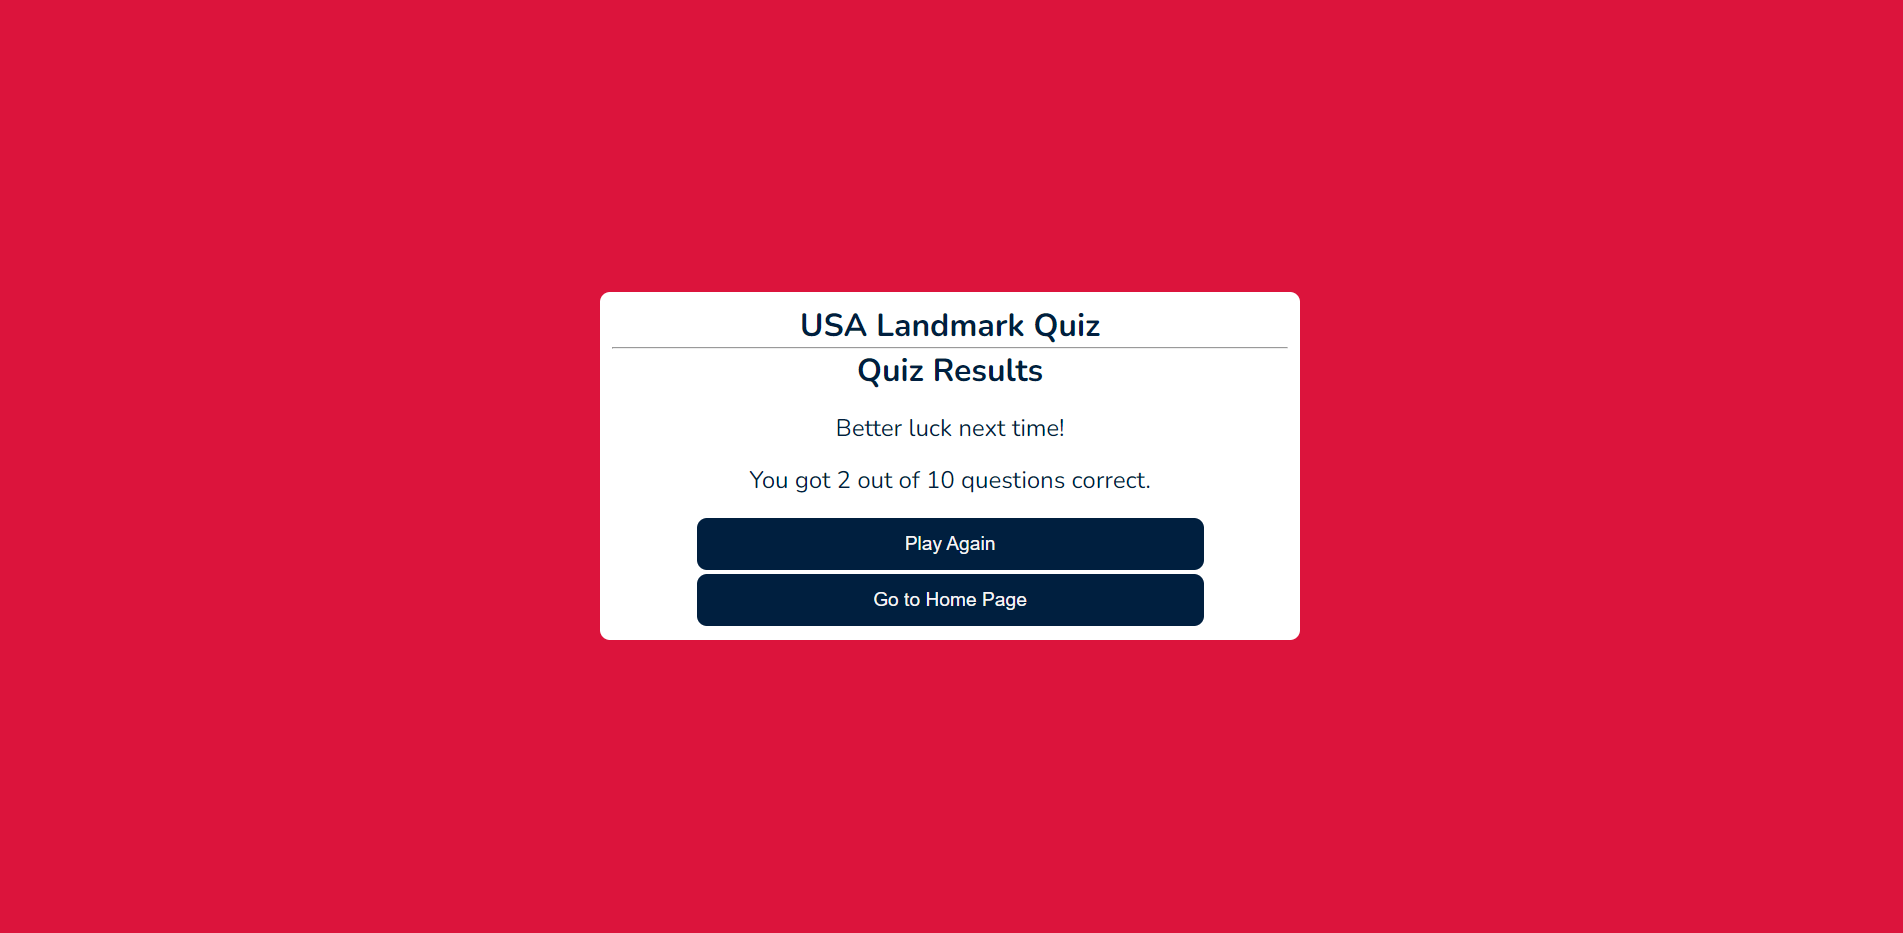 USA Landmark Quiz
Quiz Results
Better luck next time!
You got 2 out of 10 questions correct.
Play Again
Go to Home Page